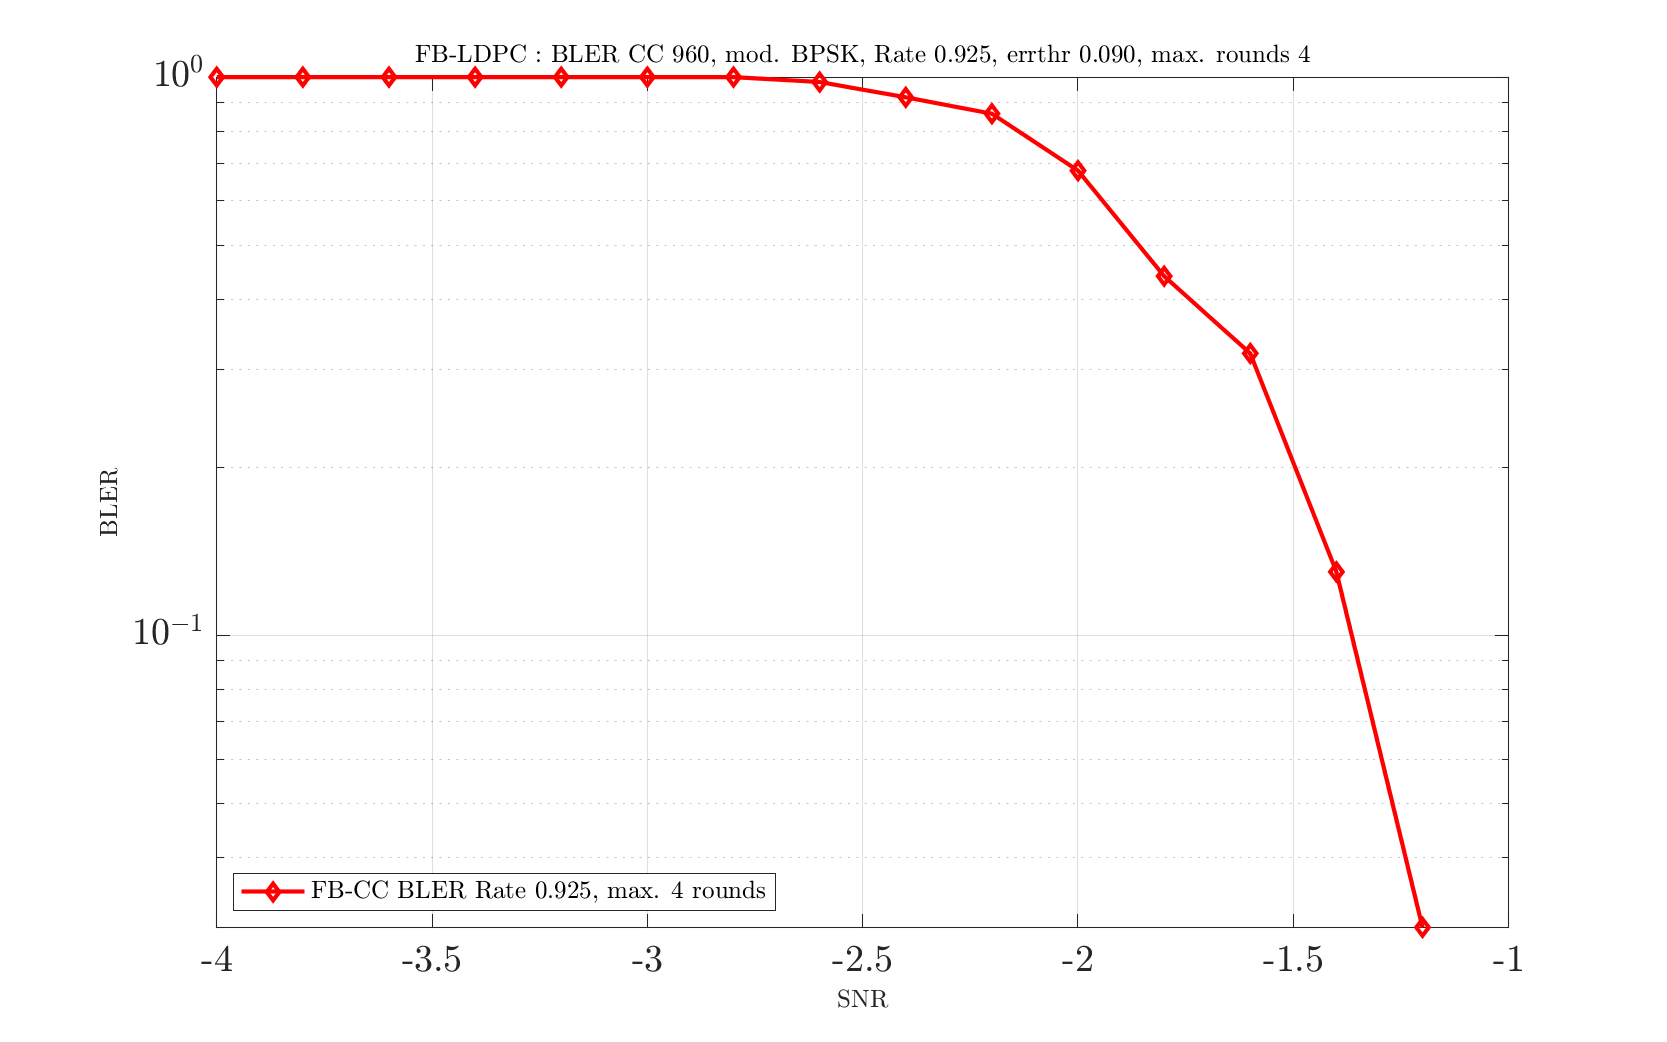 FB-LDPC : BLER CC 960, mod. BPSK, Rate 0.925, errthr 0.090, max. rounds 4
10^0
BLER
10^{-1}
FB-CC BLER Rate 0.925, max. 4 rounds
-4 -3.5 -3 -2.5 -2 -1.5 -1
SNR